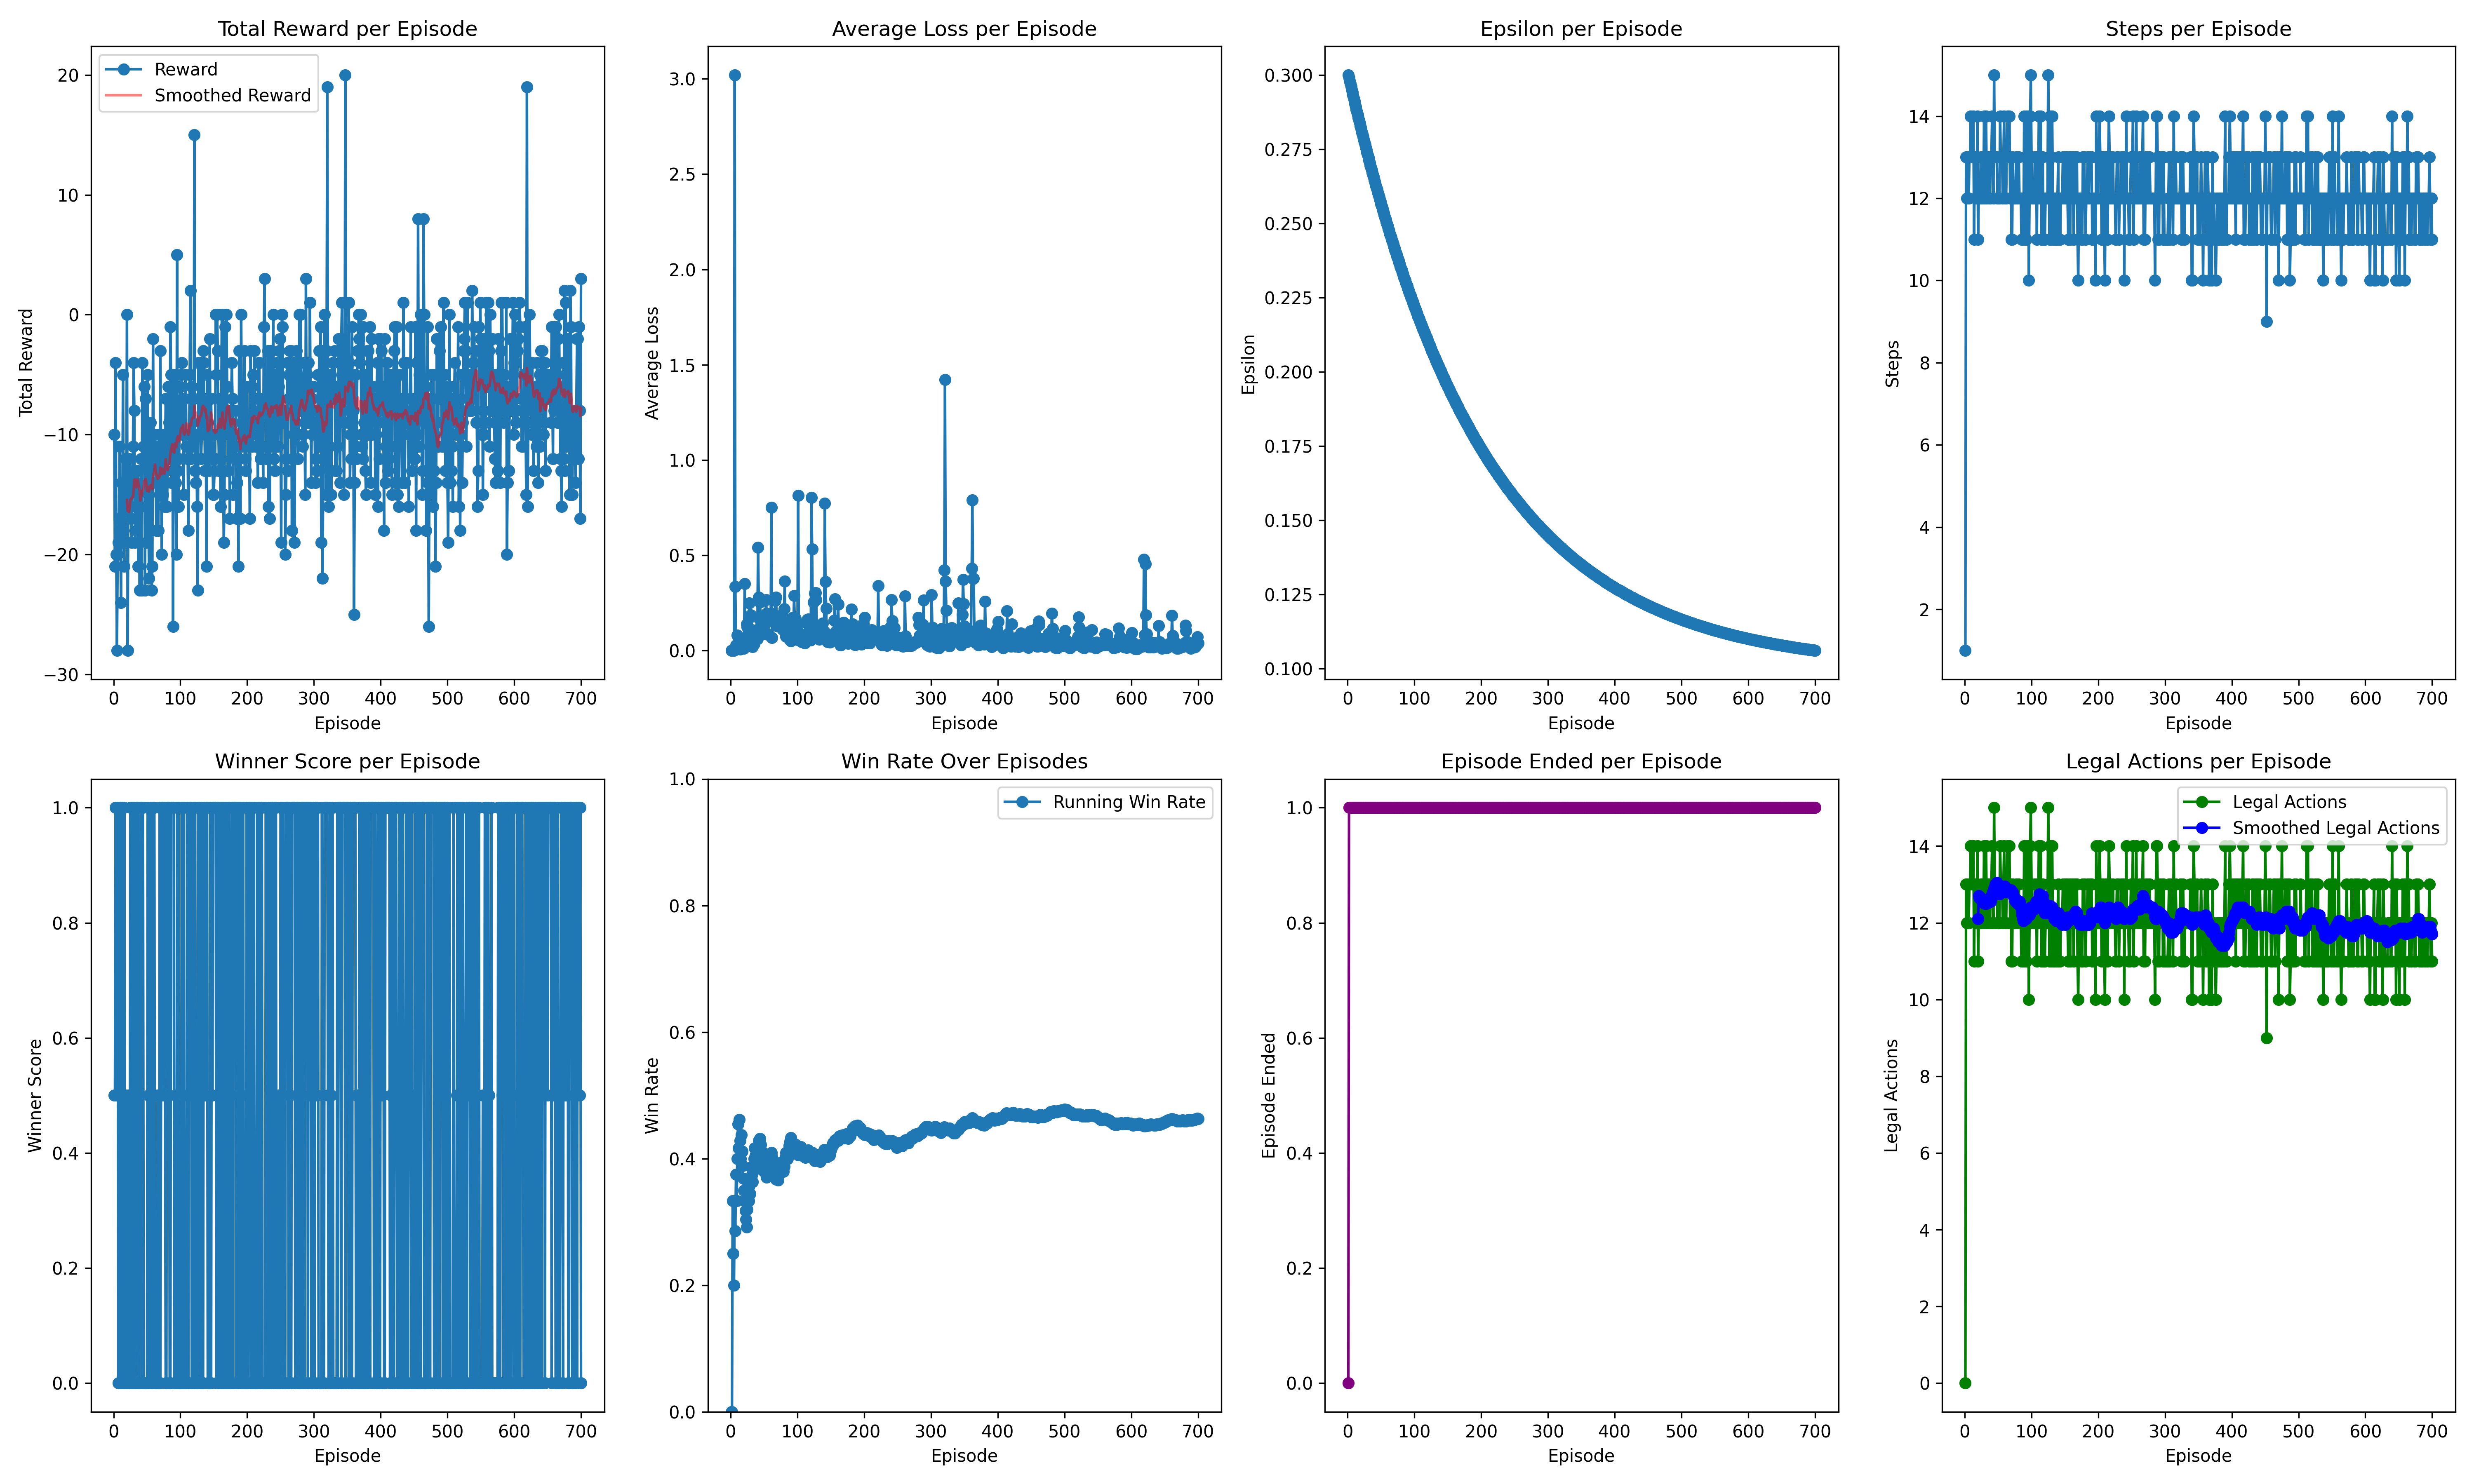 Total Reward per Episode
Reward
Smoothed Reward
20
10
0
−10
−20
−30
Total Reward
0 100 200 300 400 500 600 700
Episode
Average Loss per Episode
3.0
2.5
2.0
1.5
1.0
0.5
0.0
Average Loss
0 100 200 300 400 500 600 700
Episode
Epsilon per Episode
0.300
0.275
0.250
0.225
0.200
0.175
0.150
0.125
0.100
Epsilon
0 100 200 300 400 500 600 700
Episode
Steps per Episode
14
12
10
8
6
4
2
Steps
0 100 200 300 400 500 600 700
Episode
Winner Score per Episode
1.0
0.8
0.6
0.4
0.2
0.0
Winner Score
0 100 200 300 400 500 600 700
Episode
Win Rate Over Episodes
Running Win Rate
1.0
0.8
0.6
0.4
0.2
0.0
Win Rate
0 100 200 300 400 500 600 700
Episode
Episode Ended per Episode
1.0
0.8
0.6
0.4
0.2
0.0
Episode Ended
0 100 200 300 400 500 600 700
Episode
Legal Actions per Episode
Legal Actions
Smoothed Legal Actions
14
12
10
8
6
4
2
0
Legal Actions
0 100 200 300 400 500 600 700
Episode